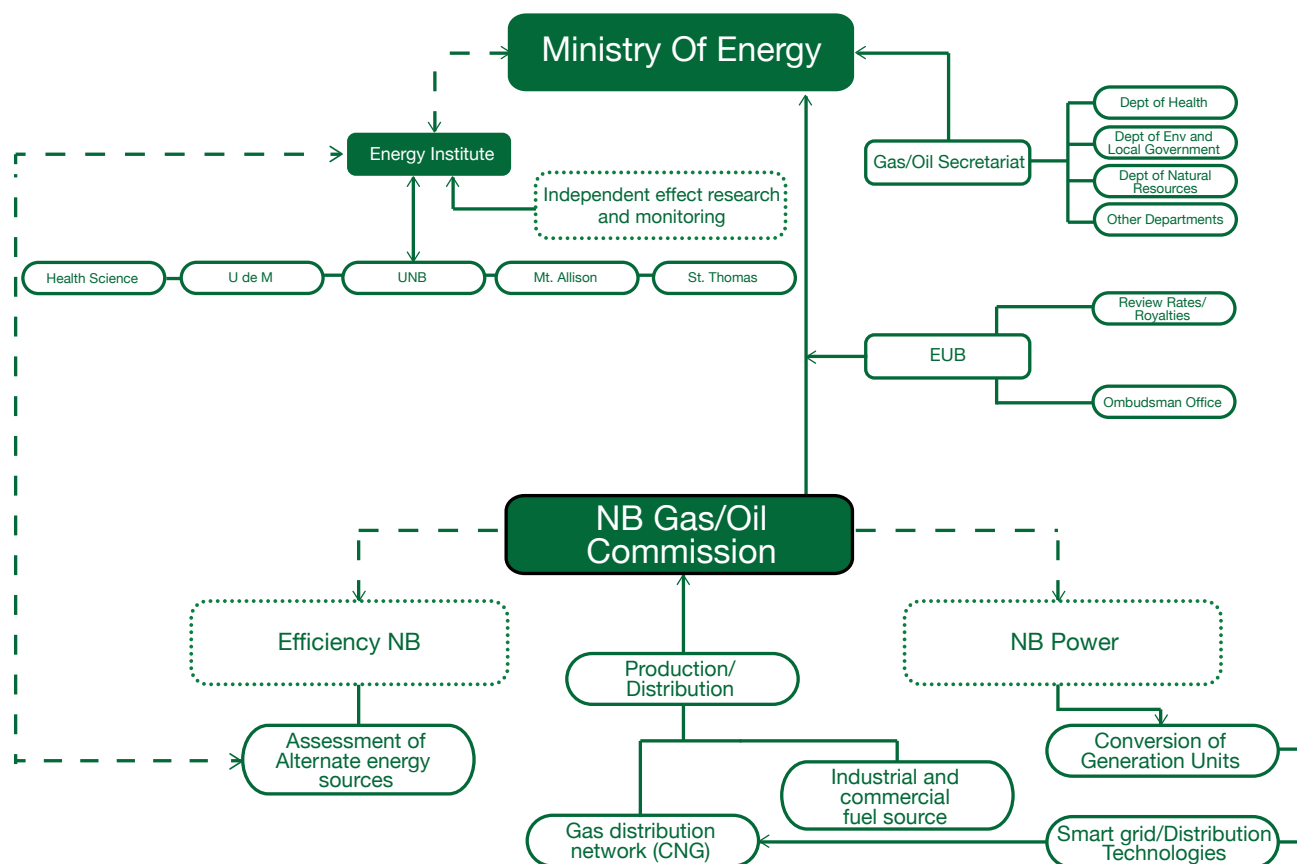 Ministry Of Energy
Energy Institute
Independent effect research
and monitoring
Health Science
U de M
UNB
Mt. Allison
St. Thomas
Gas/Oil Secretariat
Dept of Health
Dept of Env and
Local Government
Dept of Natural
Resources
Other Departments
EUB
Review Rates/
Royalties
Ombudsman Office
NB Gas/Oil
Commission
Efficiency NB
Assessment of
Alternate energy
sources
Production/
Distribution
Industrial and
commercial
fuel source
Gas distribution
network (CNG)
NB Power
Conversion of
Generation Units
Smart grid/Distribution
Technologies